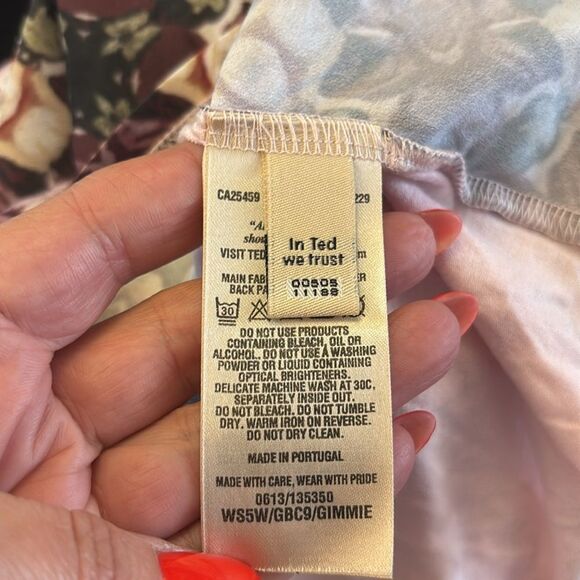 CA25459 229
"A
shou
VISIT TED m
In Ted
we trust
MAIN FAB ER
BACK PA
00505
11188
30
DO NOT USE PRODUCTS
CONTAINING BLEACH, OIL OR
ALCOHOL. DO NOT USE A WASHING
POWDER OR LIQUID CONTAINING
OPTICAL BRIGHTENERS.
DELICATE MACHINE WASH AT 30C,
SEPARATELY INSIDE OUT.
DO NOT BLEACH. DO NOT TUMBLE
DRY. WARM IRON ON REVERSE.
DO NOT DRY CLEAN.
MADE IN PORTUGAL
MADE WITH CARE, WEAR WITH PRIDE
0613/135350
WS5W/GBC9/GIMMIE